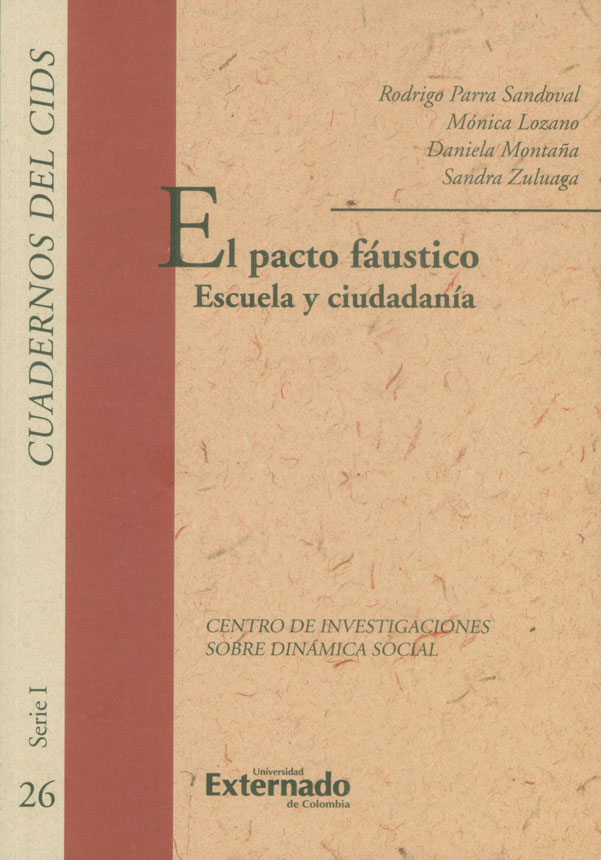 CUADERNOS DEL CIDS
Serie I
26
Rodrigo Parra Sandoval
Mónica Lozano
Daniela Montaña
Sandra Zuluaga
El pacto fáustico
Escuela y ciudadanía
CENTRO DE INVESTIGACIONES
SOBRE DINÁMICA SOCIAL
Universidad
Externado
de Colombia